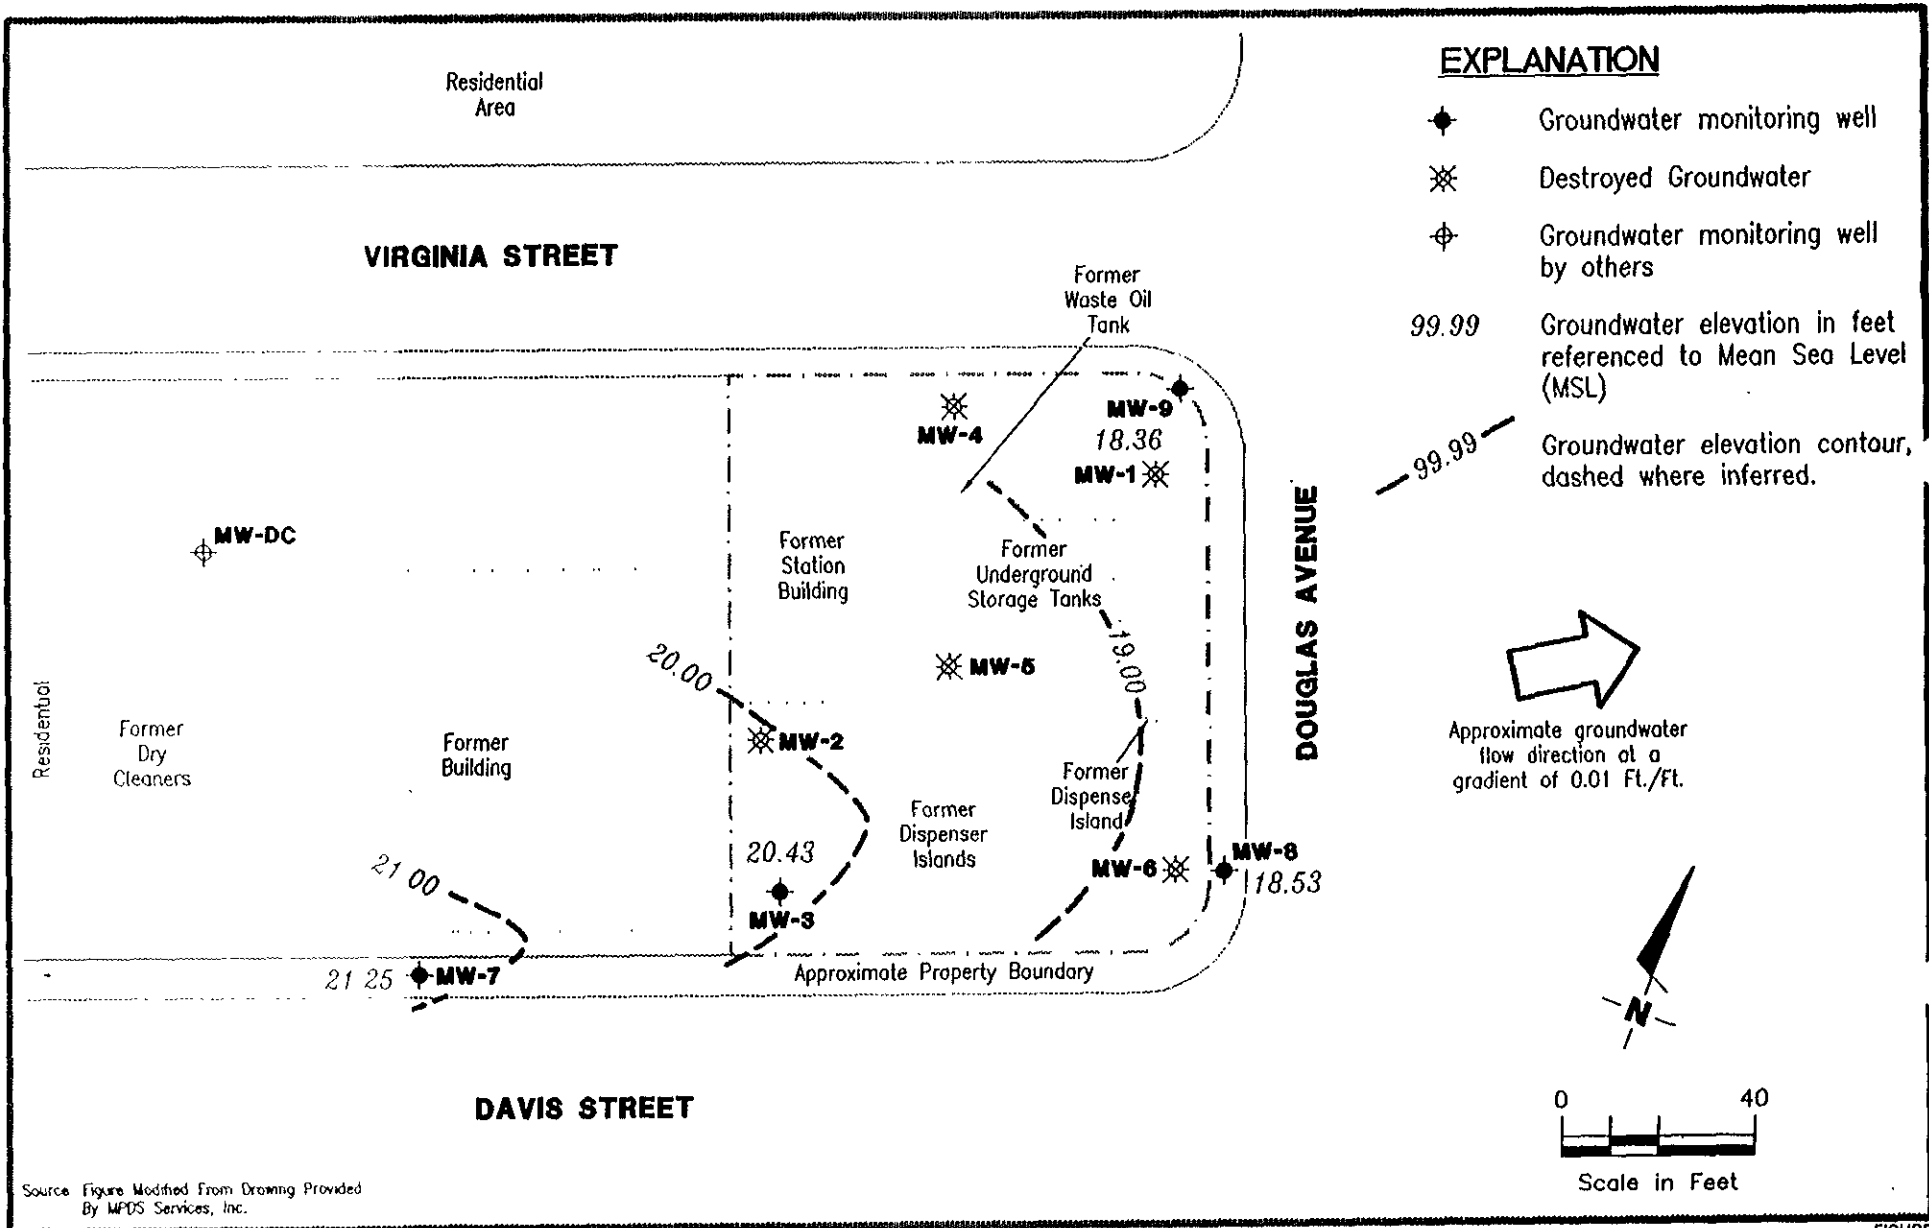 Residential
Area
VIRGINIA STREET
EXPLANATION
Groundwater monitoring well
Destroyed Groundwater
Groundwater monitoring well
by others
99.99
Groundwater elevation in feet
referenced to Mean Sea Level
(MSL)
99.99
Groundwater elevation contour,
dashed where inferred.
Former
Waste Oil
Tank
MW-4
MW-9
18.36
MW-1
MW-DC
Former
Station
Building
Former
Underground
Storage Tanks
DOUGLAS AVENUE
20.00
MW-5
19.00
MW-2
Residential
Former
Dry
Cleaners
Former
Building
Former
Dispenser
Islands
Former
Dispense
Island
Approximate groundwater
flow direction at a
gradient of 0.01 Ft./Ft.
20.43
MW-3
21 00
MW-6
MW-8
18.53
21 25
MW-7
Approximate Property Boundary
N
DAVIS STREET
0 40
Scale in Feet
Source Figure Modified From Drawing Provided
By MPDS Services, Inc.